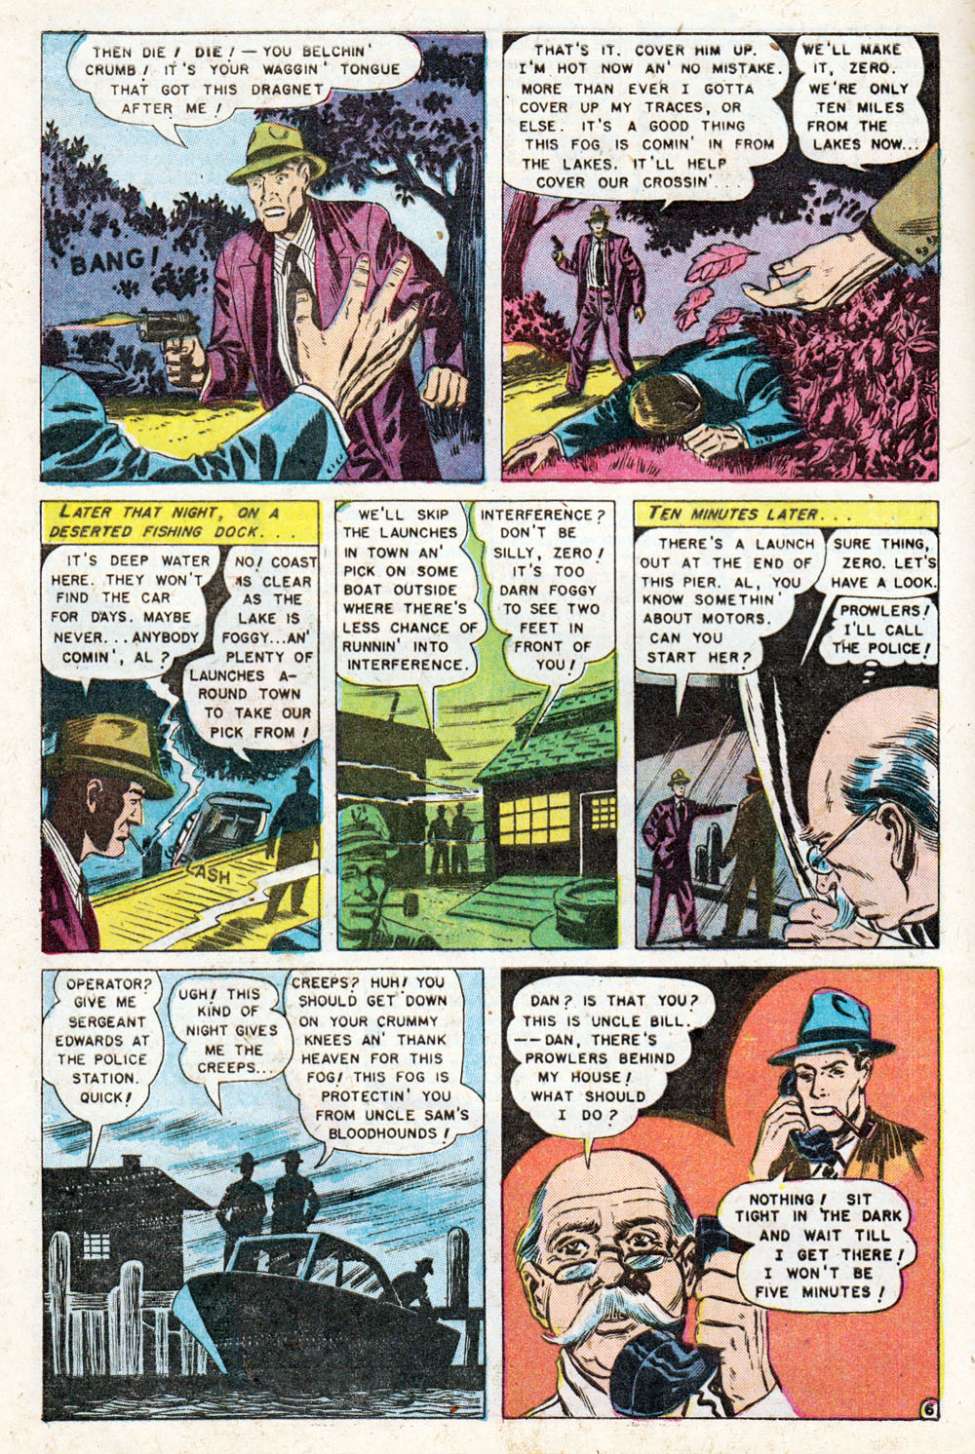 THEN DIE! DIE! — YOU BELCHIN'
CRUMB! IT'S YOUR WAGGIN' TONGUE
THAT GOT THIS DRAGNET
AFTER ME!
BANG!
THAT'S IT. COVER HIM UP.
I'M HOT NOW AN' NO MISTAKE.
MORE THAN EVER I GOTTA
COVER UP MY TRACES, OR
ELSE. IT'S A GOOD THING
THIS FOG IS COMIN' IN FROM
THE LAKES. IT'LL HELP
COVER OUR CROSSIN'...
WE'LL MAKE
IT, ZERO.
WE'RE ONLY
TEN MILES
FROM THE
LAKES NOW...
LATER THAT NIGHT, ON A
DESERTED FISHING DOCK. . . .
IT'S DEEP WATER
HERE. THEY WON'T
FIND THE CAR
FOR DAYS. MAYBE
NEVER... ANYBODY
COMIN', AL?
NO! COAST
IS CLEAR
AS THE
LAKE IS
FOGGY...AN'
PLENTY OF
LAUNCHES A-
ROUND TOWN
TO TAKE OUR
PICK FROM!
CASH
WE'LL SKIP
THE LAUNCHES
IN TOWN AN'
PICK ON SOME
BOAT OUTSIDE
WHERE THERE'S
LESS CHANCE OF
RUNNIN' INTO
INTERFERENCE.
INTERFERENCE?
DON'T BE
SILLY, ZERO!
IT'S TOO
DARN FOGGY
TO SEE TWO
FEET IN
FRONT OF
YOU!
TEN MINUTES LATER...
THERE'S A LAUNCH
OUT AT THE END OF
THIS PIER. AL, YOU
KNOW SOMETHIN'
ABOUT MOTORS.
CAN YOU
START HER?
SURE THING,
ZERO. LET'S
HAVE A LOOK.
PROWLERS!
I'LL CALL
THE POLICE!
OPERATOR?
GIVE ME
SERGEANT
EDWARDS AT
THE POLICE
STATION.
QUICK!
UGH! THIS
KIND OF
NIGHT GIVES
ME THE
CREEPS...
CREEPS? HUH! YOU
SHOULD GET DOWN
ON YOUR CRUMMY
KNEES AN' THANK
HEAVEN FOR THIS
FOG! THIS FOG IS
PROTECTIN' YOU
FROM UNCLE SAM'S
BLOODHOUNDS!
DAN? IS THAT YOU?
THIS IS UNCLE BILL.
-- DAN, THERE'S
PROWLERS BEHIND
MY HOUSE!
WHAT SHOULD
I DO?
NOTHING! SIT
TIGHT IN THE DARK
AND WAIT TILL
I GET THERE!
I WON'T BE
FIVE MINUTES!
6